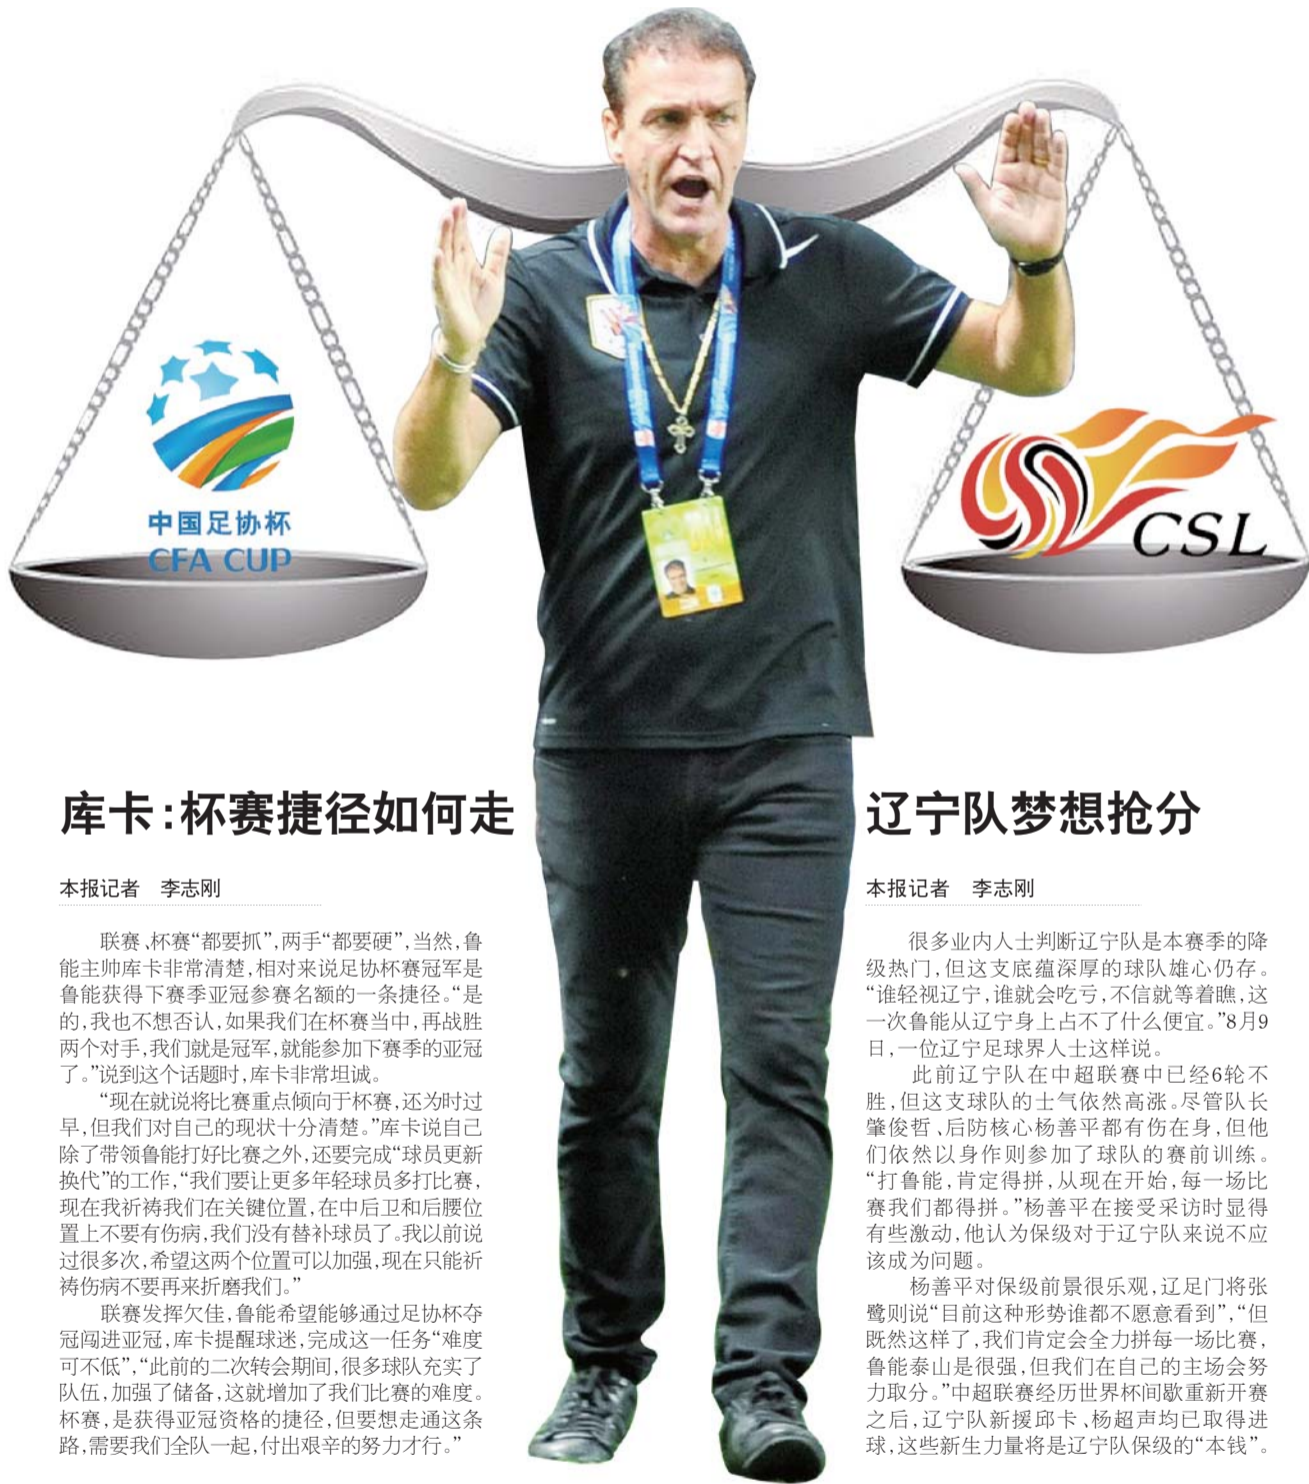 中国足协杯
CFA CUP
CSL
库卡:杯赛捷径如何走
本报记者 李志刚
联赛、杯赛“都要抓”,两手“都要硬”,当然,鲁
能主帅库卡非常清楚,相对来说足协杯赛冠军是
鲁能获得下赛季亚冠参赛名额的一条捷径。“是
的,我也不想否认,如果我们在杯赛当中,再战胜
两个对手,我们就是冠军,就能参加下赛季的亚冠
了。”说到这个话题时,库卡非常坦诚。
“现在就说将比赛重点倾向于杯赛,还为时过
早,但我们对自己的现状十分清楚。”库卡说自己
除了带领鲁能打好比赛之外,还要完成“球员更新
换代”的工作,“我们要让更多年轻球员多打比赛,
现在我祈祷我们在关键位置,在中后卫和后腰位
置上不要有伤病,我们没有替补球员了。我以前说
过很多次,希望这两个位置可以加强,现在只能祈
祷伤病不要再来折磨我们。”
联赛发挥欠佳,鲁能希望能够通过足协杯夺
冠闯进亚冠,库卡提醒球迷,完成这一任务“难度
可不低”,“此前的二次转会期间,很多球队充实了
队伍,加强了储备,这就增加了我们比赛的难度。
杯赛,是获得亚冠资格的捷径,但要想走通这条
路,需要我们全队一起,付出艰辛的努力才行。”
辽宁队梦想抢分
本报记者 李志刚
很多业内人士判断辽宁队是本赛季的降
级热门,但这支底蕴深厚的球队雄心仍存。
“谁轻视辽宁,谁就会吃亏,不信就等着瞧,这
一次鲁能从辽宁身上占不了什么便宜。”8月9
日,一位辽宁足球界人士这样说。
此前辽宁队在中超联赛中已经6轮不
胜,但这支球队的士气依然高涨。尽管队长
肇俊哲、后防核心杨善平都有伤在身,但他
们依然以身作则参加了球队的赛前训练。
“打鲁能,肯定得拼,从现在开始,每一场比
赛我们都得拼。”杨善平在接受采访时显得
有些激动,他认为保级对于辽宁队来说不应
该成为问题。
杨善平对保级前景很乐观,辽足门将张
鹭则说“目前这种形势谁都不愿意看到”,“但
既然这样了,我们肯定会全力拼每一场比赛,
鲁能泰山是很强,但我们在自己的主场会努
力取分。”中超联赛经历世界杯间歇重新开赛
之后,辽宁队新援邱卡、杨超声均已取得进
球,这些新生力量将是辽宁队保级的“本钱”。